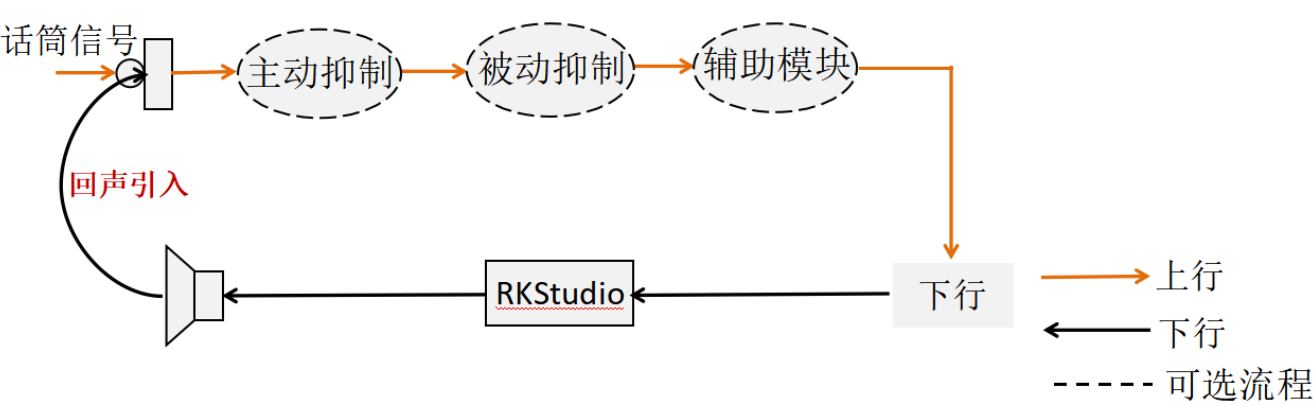 话筒信号
主动抑制
被动抑制
辅助模块
回声引入
RKStudio
下行
上行
下行
可选流程